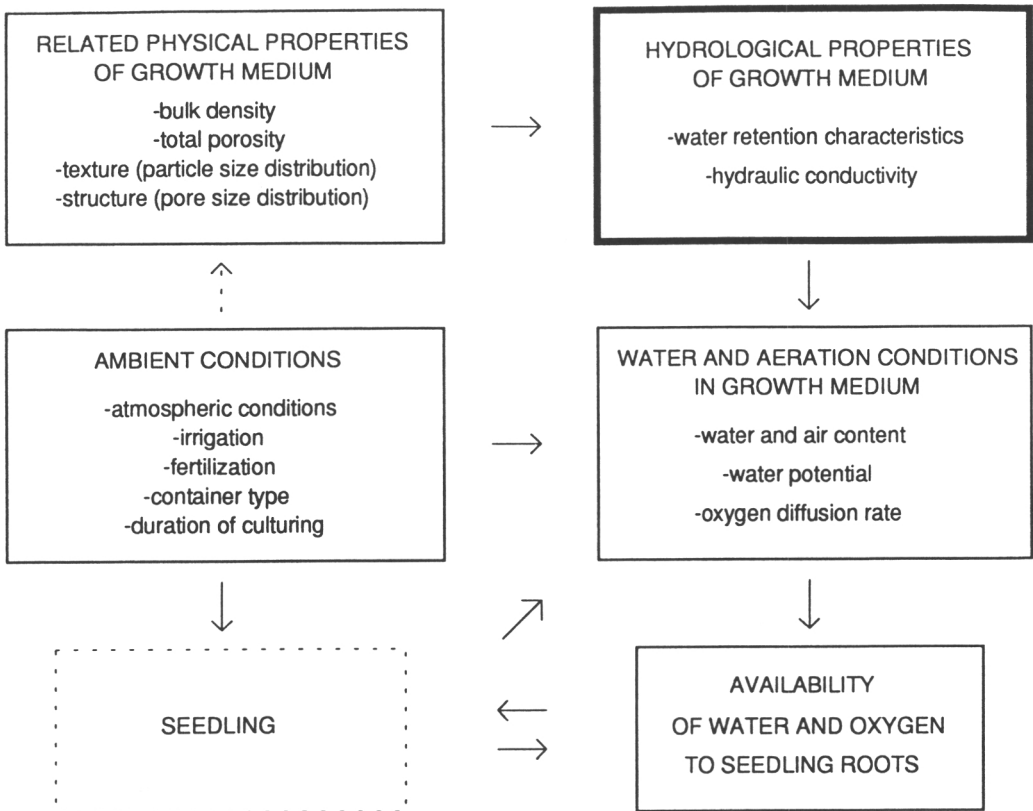 RELATED PHYSICAL PROPERTIES
OF GROWTH MEDIUM
-bulk density
-total porosity
-texture (particle size distribution)
-structure (pore size distribution)
HYDROLOGICAL PROPERTIES
OF GROWTH MEDIUM
-water retention characteristics
-hydraulic conductivity
AMBIENT CONDITIONS
-atmospheric conditions
-irrigation
-fertilization
-container type
-duration of culturing
WATER AND AERATION CONDITIONS
IN GROWTH MEDIUM
-water and air content
-water potential
-oxygen diffusion rate
SEEDLING
AVAILABILITY
OF WATER AND OXYGEN
TO SEEDLING ROOTS